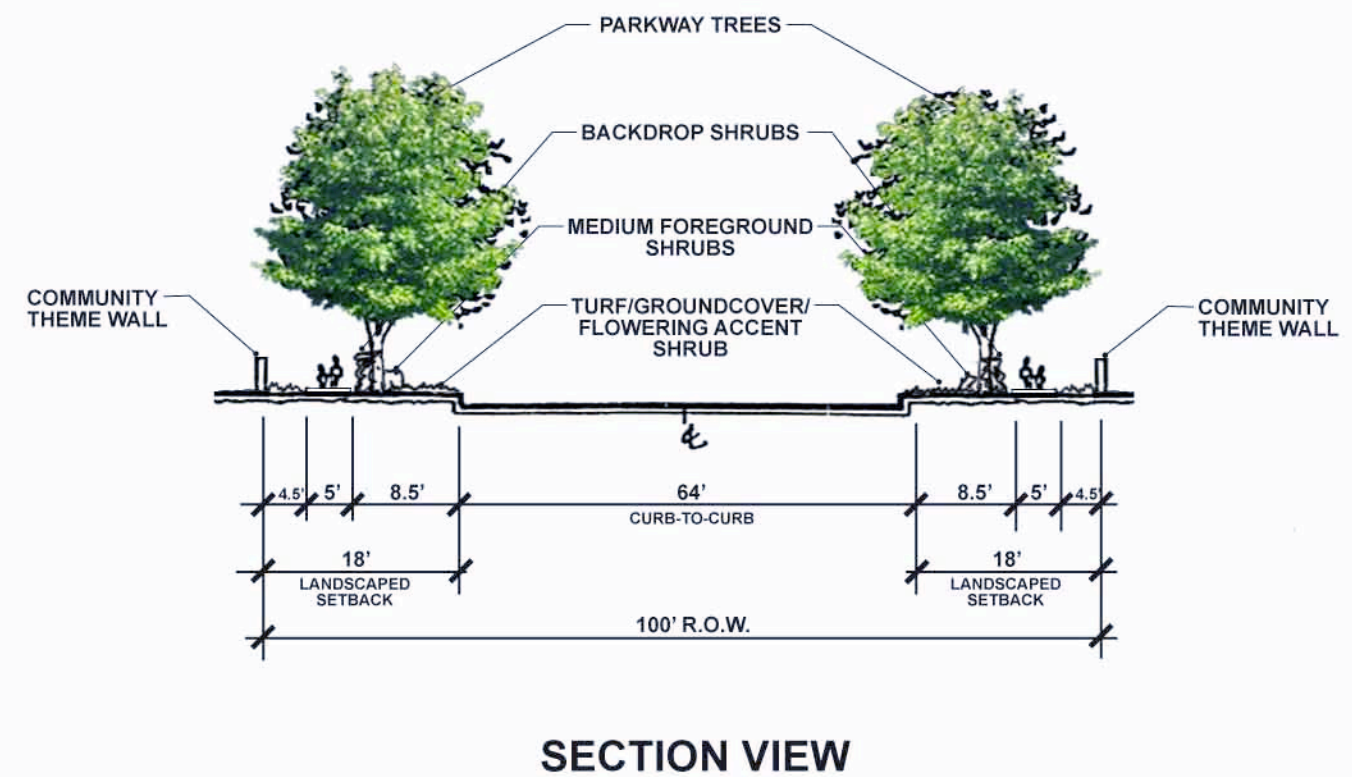 PARKWAY TREES
BACKDROP SHRUBS
MEDIUM FOREGROUND
SHRUBS
COMMUNITY
THEME WALL
TURF/GROUNDCOVER/
FLOWERING ACCENT
SHRUB
COMMUNITY
THEME WALL
℄
4.5' 5' 8.5' 64' 8.5' 5' 4.5'
CURB-TO-CURB
18' 18'
LANDSCAPED
SETBACK
LANDSCAPED
SETBACK
100' R.O.W.
SECTION VIEW